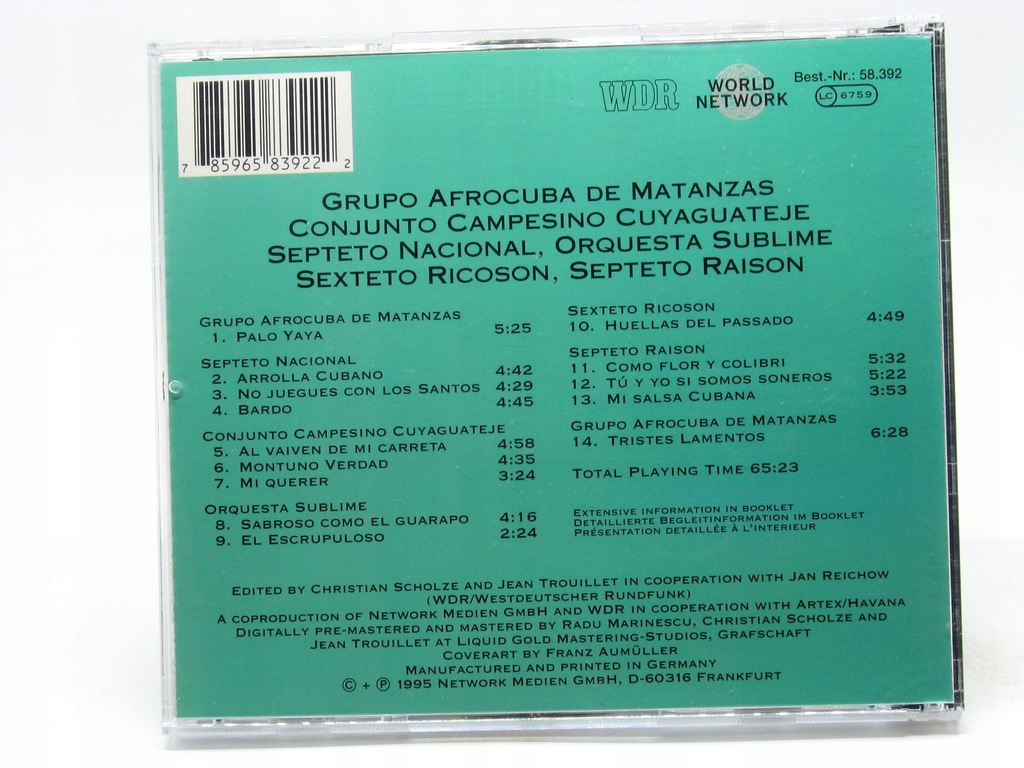 7 85965 83922 2
WDR
WORLD
NETWORK
Best.-Nr.: 58.392
LC 6759
GRUPO AFROCUBA DE MATANZAS
CONJUNTO CAMPESINO CUYAGUATEJE
SEPTETO NACIONAL, ORQUESTA SUBLIME
SEXTETO RICOSON, SEPTETO RAISON
GRUPO AFROCUBA DE MATANZAS
1. PALO YAYA 5:25
SEPTETO NACIONAL
2. ARROLLA CUBANO 4:42
3. NO JUEGUES CON LOS SANTOS 4:29
4. BARDO 4:45
CONJUNTO CAMPESINO CUYAGUATEJE
5. AL VAIVEN DE MI CARRETA 4:58
6. MONTUNO VERDAD 4:35
7. MI QUERER 3:24
ORQUESTA SUBLIME
8. SABROSO COMO EL GUARAPO 4:16
9. EL ESCRUPULOSO 2:24
SEXTETO RICOSON
10. HUELLAS DEL PASSADO 4:49
SEPTETO RAISON
11. COMO FLOR Y COLIBRI 5:32
12. TÚ Y YO SI SOMOS SONEROS 5:22
13. MI SALSA CUBANA 3:53
GRUPO AFROCUBA DE MATANZAS
14. TRISTES LAMENTOS 6:28
TOTAL PLAYING TIME 65:23
EXTENSIVE INFORMATION IN BOOKLET
DETAILLIERTE BEGLEITINFORMATION IM BOOKLET
PRÉSENTATION DETAILLÉE À L'INTERIEUR
EDITED BY CHRISTIAN SCHOLZE AND JEAN TROUILLET IN COOPERATION WITH JAN REICHOW
(WDR/WESTDEUTSCHER RUNDFUNK)
A COPRODUCTION OF NETWORK MEDIEN GMBH AND WDR IN COOPERATION WITH ARTEX/HAVANA
DIGITALLY PRE-MASTERED AND MASTERED BY RADU MARINESCU, CHRISTIAN SCHOLZE AND
JEAN TROUILLET AT LIQUID GOLD MASTERING-STUDIOS, GRAFSCHAFT
COVERART BY FRANZ AUMÜLLER
MANUFACTURED AND PRINTED IN GERMANY
© + ℗ 1995 NETWORK MEDIEN GMBH, D-60316 FRANKFURT